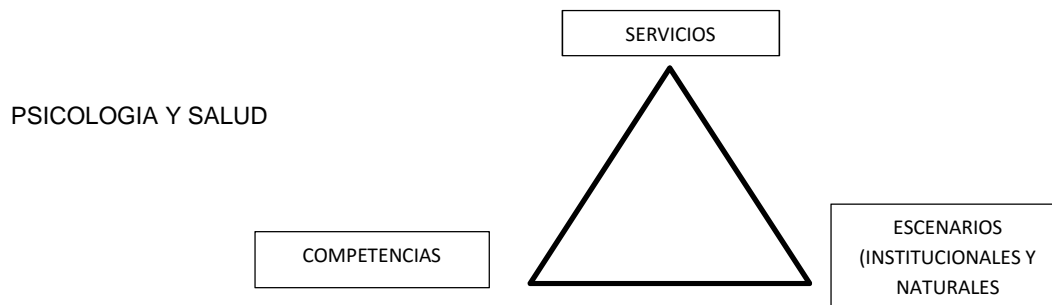 SERVICIOS
PSICOLOGIA Y SALUD
COMPETENCIAS
ESCENARIOS
(INSTITUCIONALES Y
NATURALES